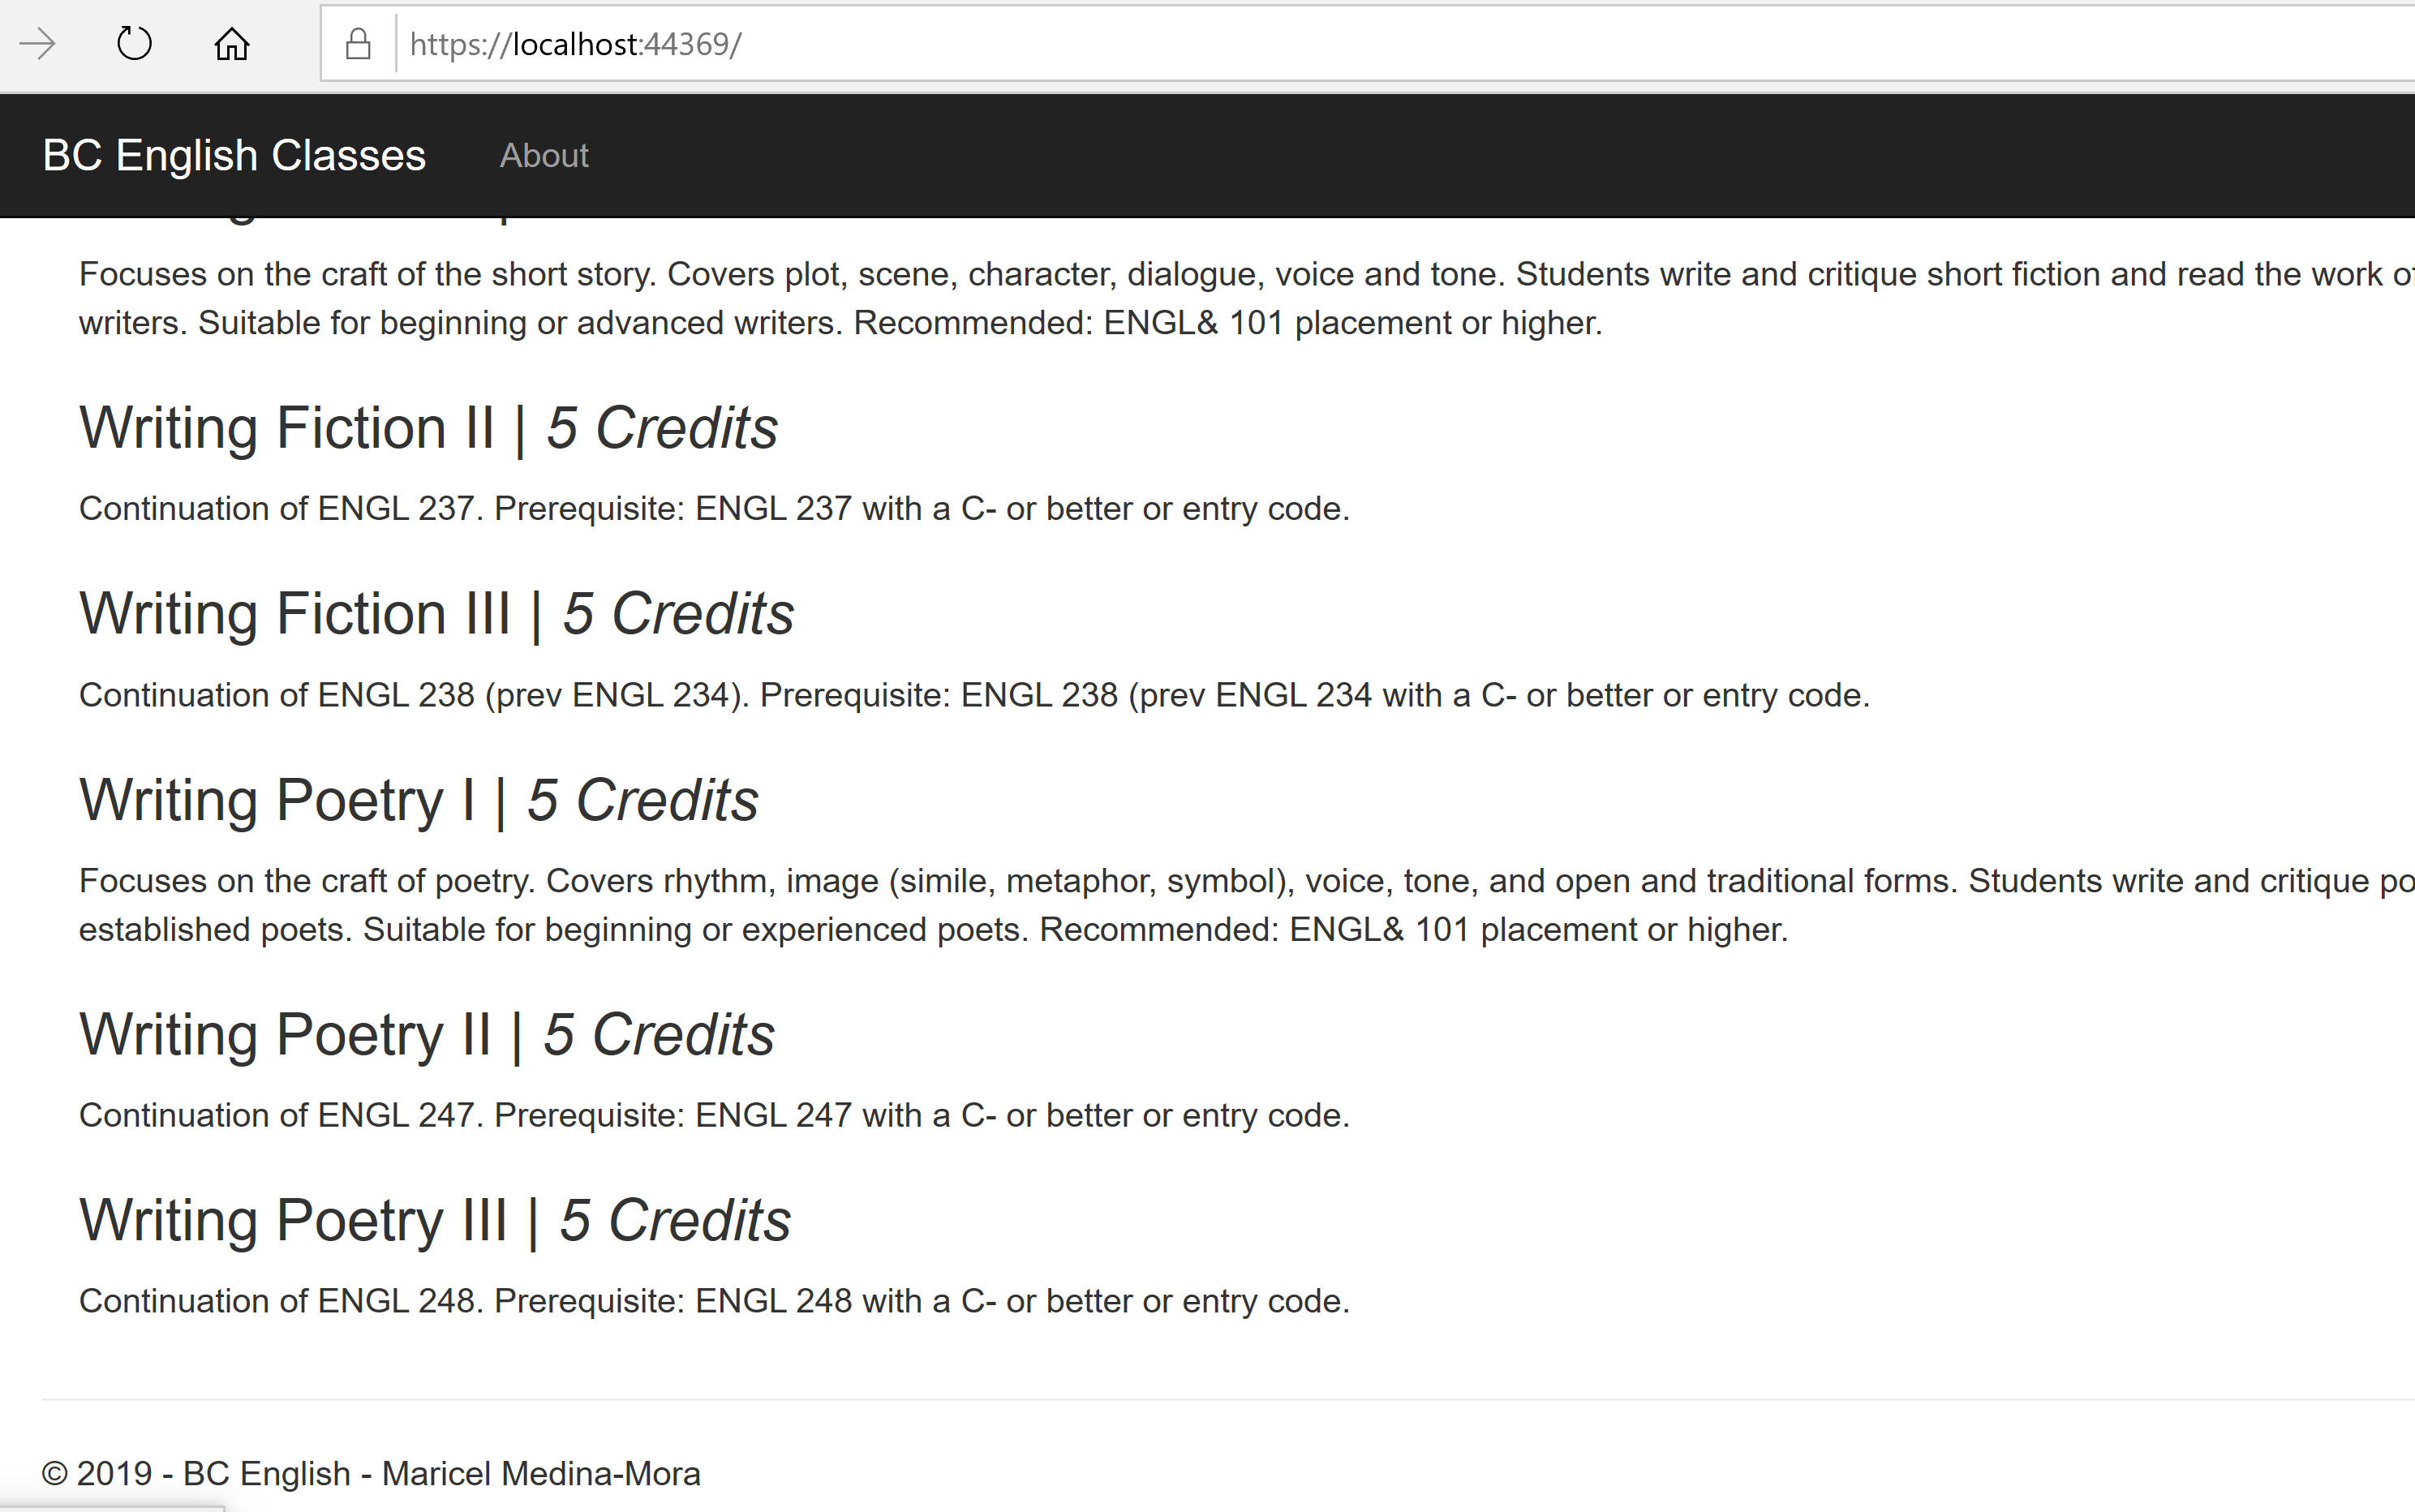 https://localhost:44369/
BC English Classes About
Focuses on the craft of the short story. Covers plot, scene, character, dialogue, voice and tone. Students write and critique short fiction and read the work
writers. Suitable for beginning or advanced writers. Recommended: ENGL& 101 placement or higher.
Writing Fiction II | 5 Credits
Continuation of ENGL 237. Prerequisite: ENGL 237 with a C- or better or entry code.
Writing Fiction III | 5 Credits
Continuation of ENGL 238 (prev ENGL 234). Prerequisite: ENGL 238 (prev ENGL 234 with a C- or better or entry code.
Writing Poetry I | 5 Credits
Focuses on the craft of poetry. Covers rhythm, image (simile, metaphor, symbol), voice, tone, and open and traditional forms. Students write and critique
established poets. Suitable for beginning or experienced poets. Recommended: ENGL& 101 placement or higher.
Writing Poetry II | 5 Credits
Continuation of ENGL 247. Prerequisite: ENGL 247 with a C- or better or entry code.
Writing Poetry III | 5 Credits
Continuation of ENGL 248. Prerequisite: ENGL 248 with a C- or better or entry code.
© 2019 - BC English - Maricel Medina-Mora